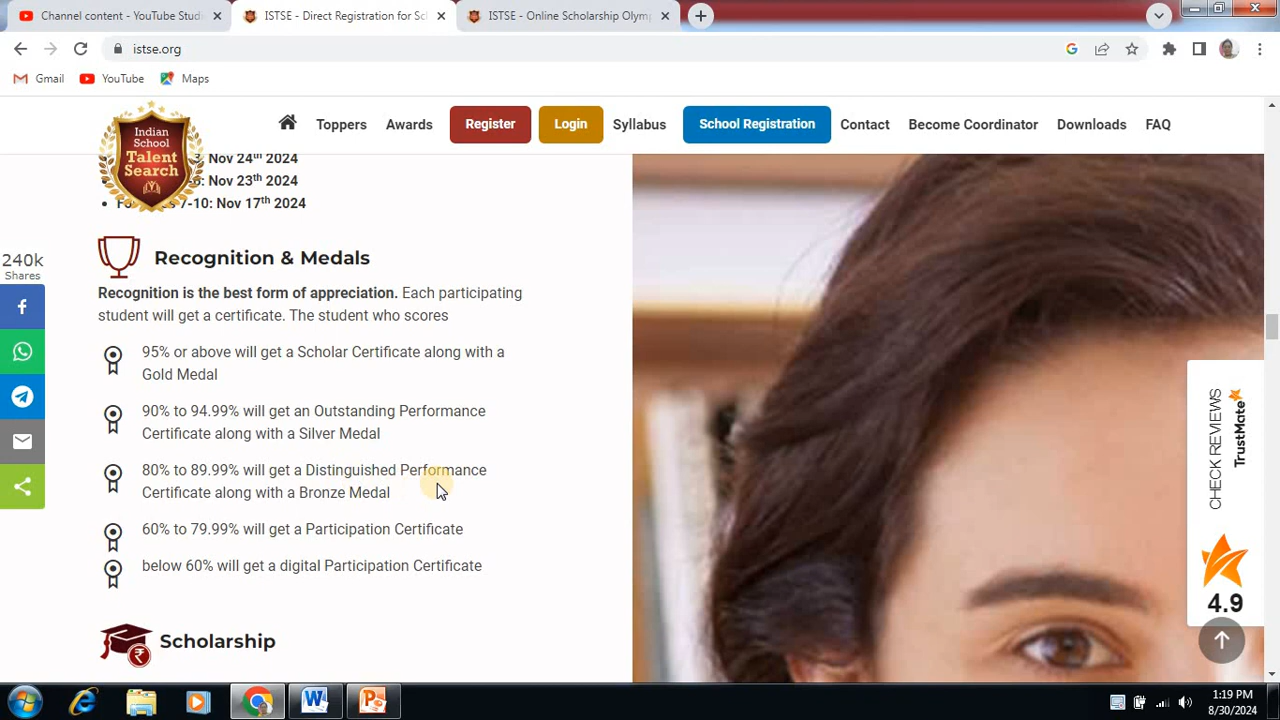 Channel content - YouTube Studi
ISTSE - Direct Registration for Sc
ISTSE - Online Scholarship Olymp
istse.org
Gmail
YouTube
Maps
Indian
School
Talent
Search
Toppers
Awards
Register
Login
Syllabus
School Registration
Contact
Become Coordinator
Downloads
FAQ
3: Nov 24th 2024
Nov 23th 2024
7-10: Nov 17th 2024
240k
Shares
Recognition & Medals
Recognition is the best form of appreciation. Each participating
student will get a certificate. The student who scores
95% or above will get a Scholar Certificate along with a
Gold Medal
90% to 94.99% will get an Outstanding Performance
Certificate along with a Silver Medal
80% to 89.99% will get a Distinguished Performance
Certificate along with a Bronze Medal
60% to 79.99% will get a Participation Certificate
below 60% will get a digital Participation Certificate
Scholarship
CHECK REVIEWS
TrustMate
4.9
1:19 PM
8/30/2024